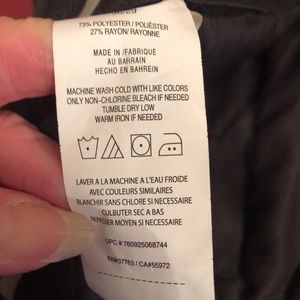 73% POLYESTER / POLIÉSTER
27% RAYON/ RAYONNE
MADE IN /FABRIQUÉ
AU BAHRAIN
HECHO EN BAHREIN
MACHINE WASH COLD WITH LIKE COLORS
ONLY NON-CHLORINE BLEACH IF NEEDED
TUMBLE DRY LOW
WARM IRON IF NEEDED
LAVER A LA MACHINE A L'EAU FROIDE
AVEC COULEURS SIMILAIRES
BLANCHIR SANS CHLORE SI NECESSAIRE
CULBUTER SEC A BAS
REPASSER MOYEN SI NECESSAIRE
UPC # 760925068744
RN#37763 / CA#55972